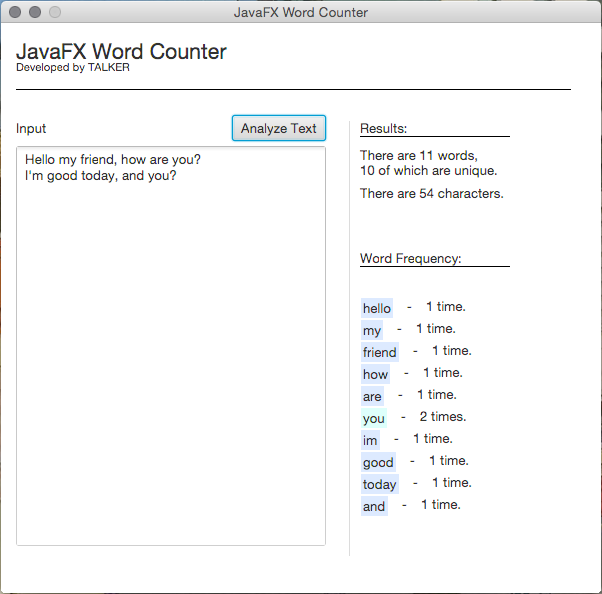 JavaFX Word Counter
JavaFX Word Counter
Developed by TALKER
Input
Analyze Text
Hello my friend, how are you?
I'm good today, and you?
Results:
There are 11 words,
10 of which are unique.
There are 54 characters.
Word Frequency:
hello - 1 time.
my - 1 time.
friend - 1 time.
how - 1 time.
are - 1 time.
you - 2 times.
im - 1 time.
good - 1 time.
today - 1 time.
and - 1 time.